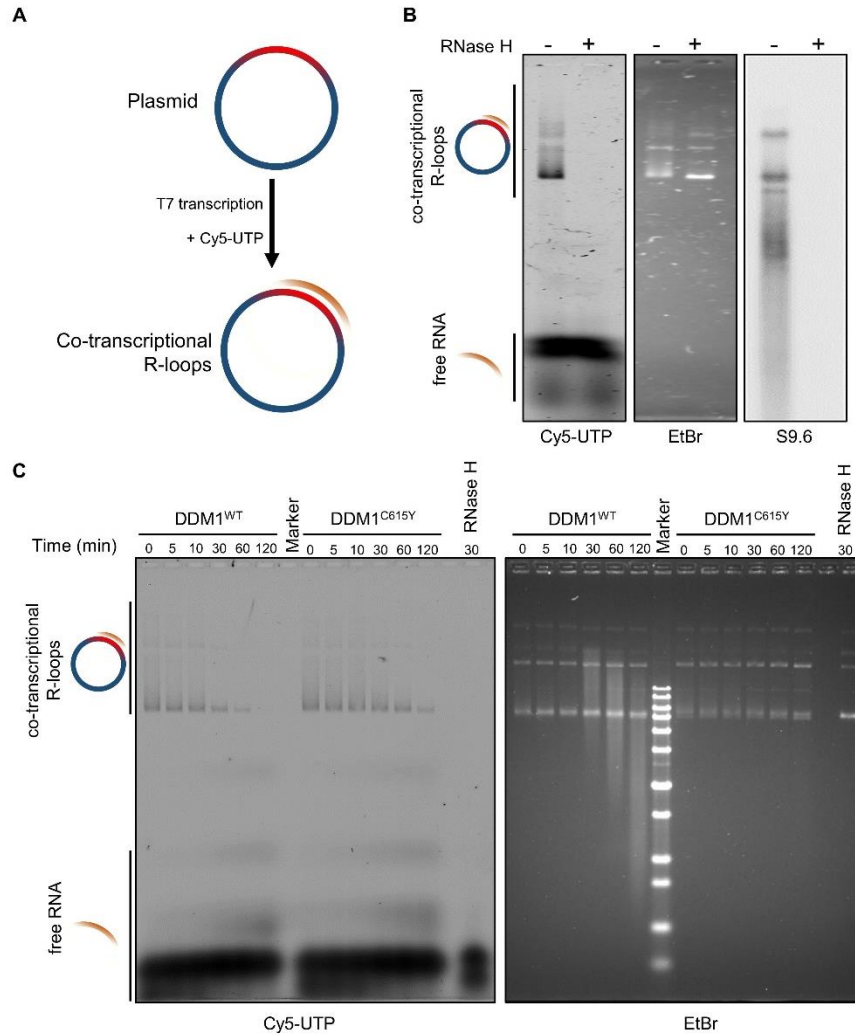 A
Plasmid
T7 transcription
+ Cy5-UTP
Co-transcriptional
R-loops
B
RNase H - + - + - +
co-transcriptional
R-loops
free RNA
Cy5-UTP EtBr S9.6
C
DDM1WT Marker DDM1C615Y RNase H
Time (min) 0 5 10 30 60 120 0 5 10 30 60 120 30
co-transcriptional
R-loops
free RNA
Cy5-UTP
DDM1WT Marker DDM1C615Y RNase H
0 5 10 30 60 120 0 5 10 30 60 120 30
EtBr